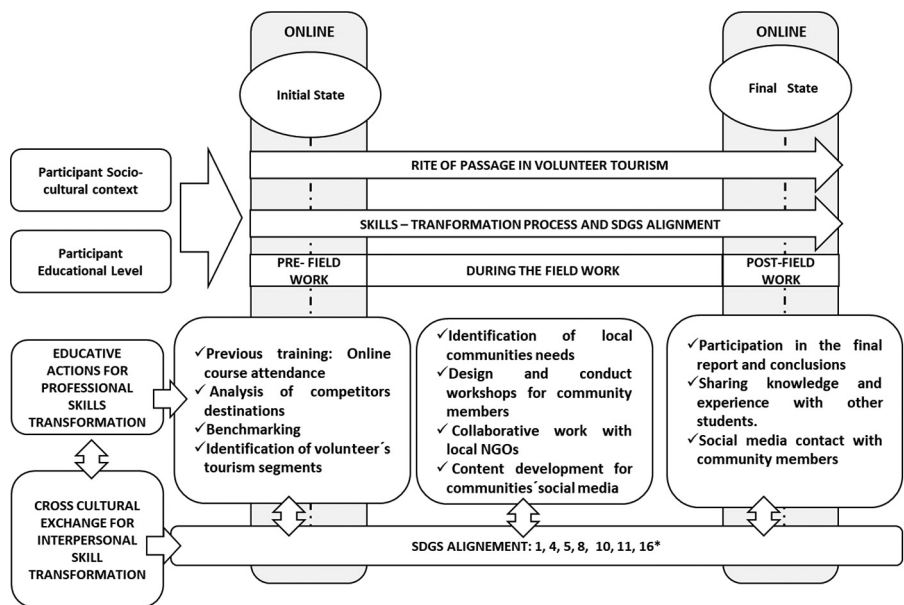 ONLINE
ONLINE
Initial State
Final State
Participant Socio-
cultural context
RITE OF PASSAGE IN VOLUNTEER TOURISM
SKILLS – TRANFORMATION PROCESS AND SDGS ALIGNMENT
Participant
Educational Level
PRE- FIELD
WORK
DURING THE FIELD WORK
POST-FIELD
WORK
EDUCATIVE
ACTIONS FOR
PROFESSIONAL
SKILLS
TRANSFORMATION
✓Previous training: Online
course attendance
✓Analysis of competitors
destinations
✓Benchmarking
✓Identification of volunteer´s
tourism segments
✓Identification of local
communities needs
✓Design and conduct
workshops for community
members
✓Collaborative work with
local NGOs
✓Content development for
communities´social media
✓Participation in the final
report and conclusions
✓Sharing knowledge and
experience with other
students.
✓Social media contact with
community members
CROSS CULTURAL
EXCHANGE FOR
INTERPERSONAL
SKILL
TRANSFORMATION
SDGS ALIGNEMENT: 1, 4, 5, 8, 10, 11, 16*